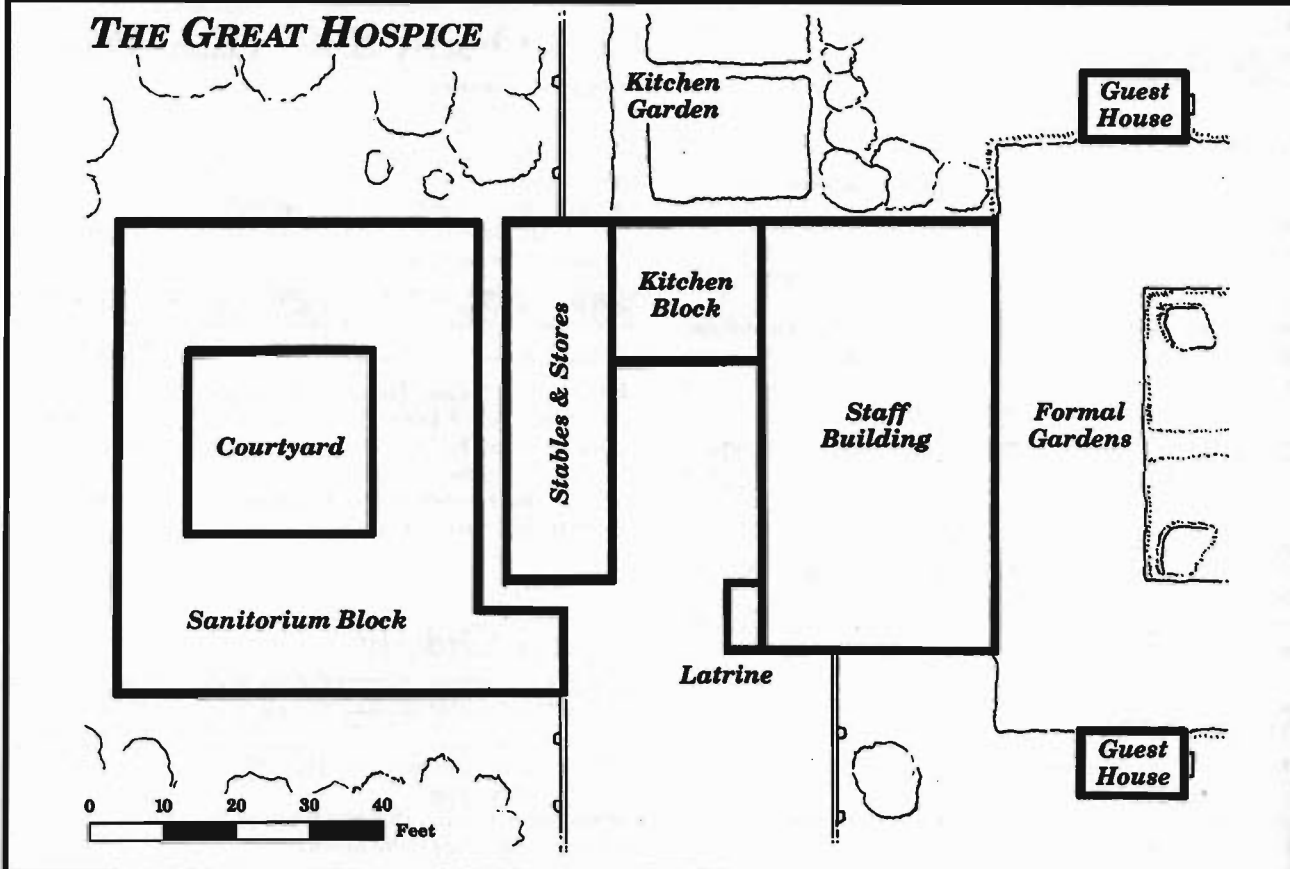 THE GREAT HOSPICE
Kitchen
Garden
Guest
House
Kitchen
Block
Stables & Stores
Courtyard
Staff
Building
Formal
Gardens
Sanitorium Block
Latrine
Guest
House
0 10 20 30 40
Feet